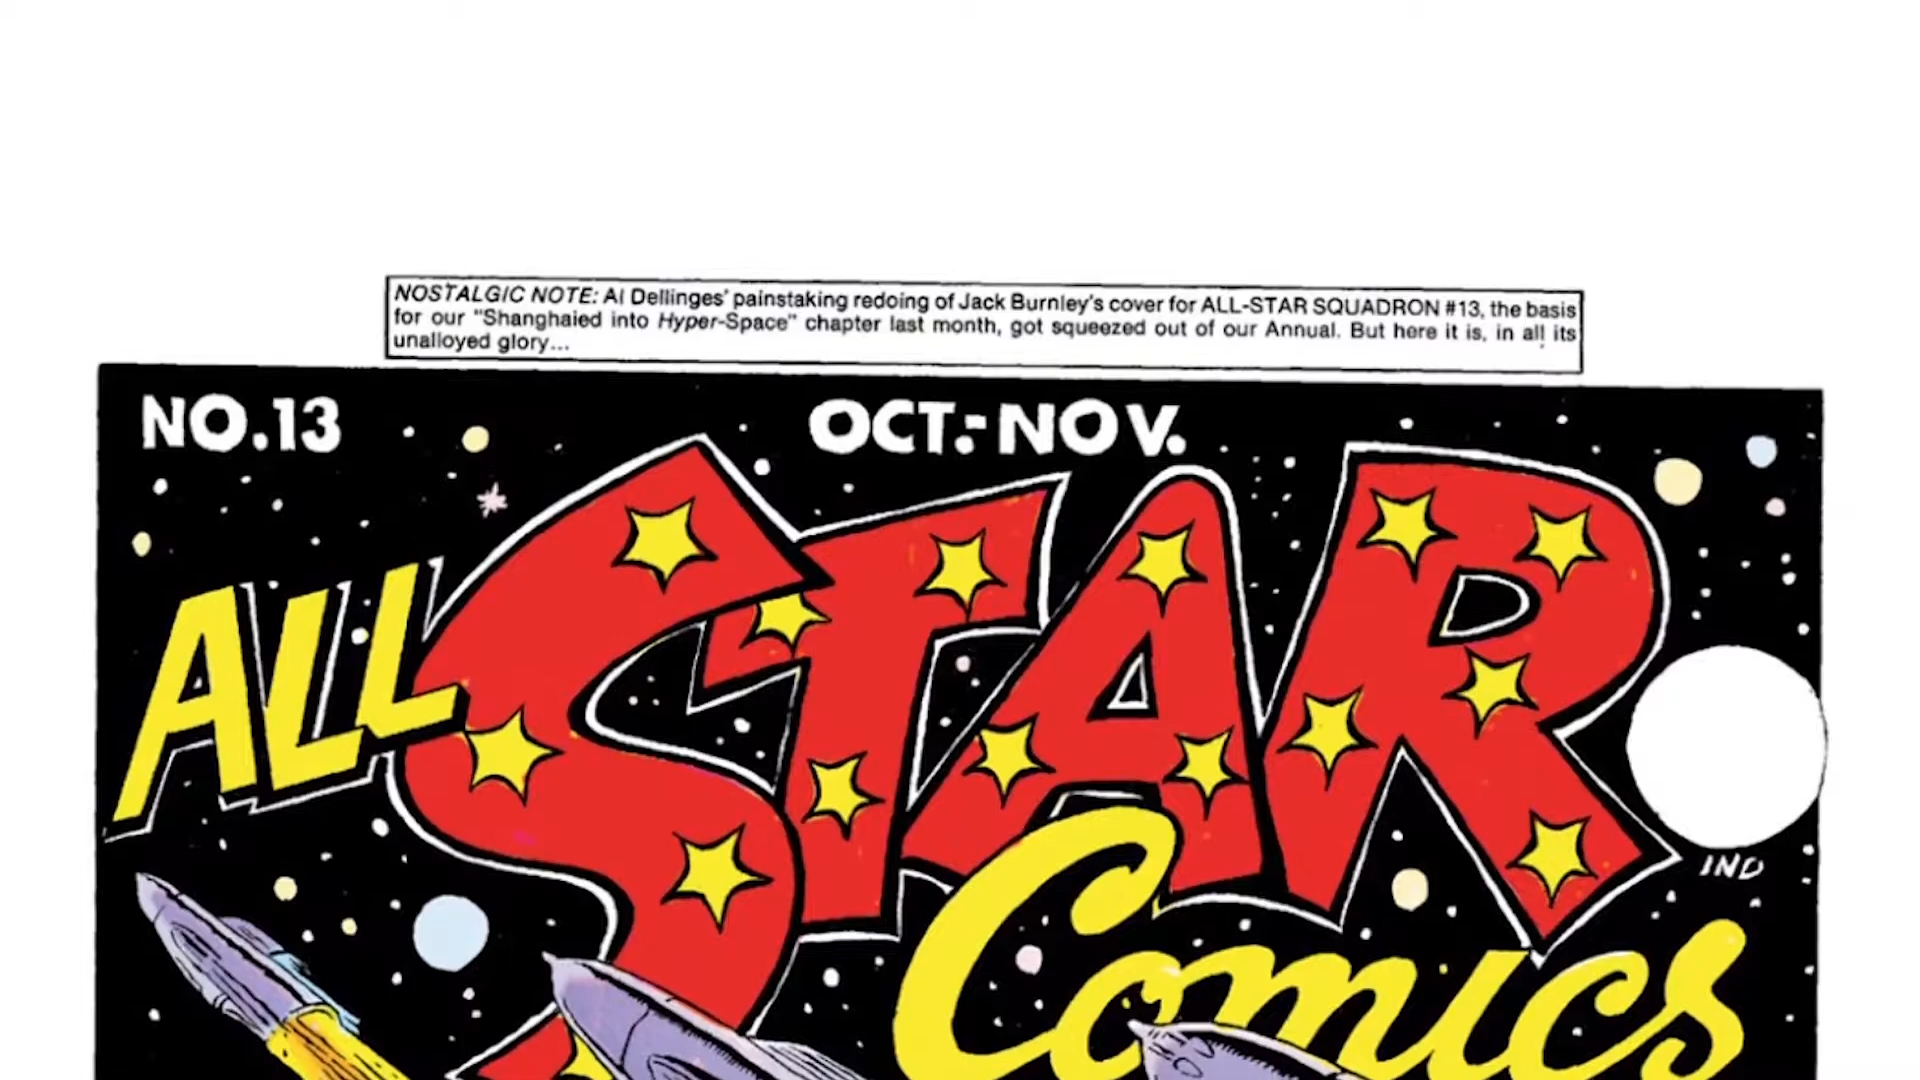 NOSTALGIC NOTE: Al Dellinges' painstaking redoing of Jack Burnley's cover for ALL-STAR SQUADRON #13, the basis
for our "Shanghaied into Hyper-Space" chapter last month, got squeezed out of our Annual. But here it is, in all its
unalloyed glory...
NO.13 OCT.-NOV.
ALL STAR
Comics
IND